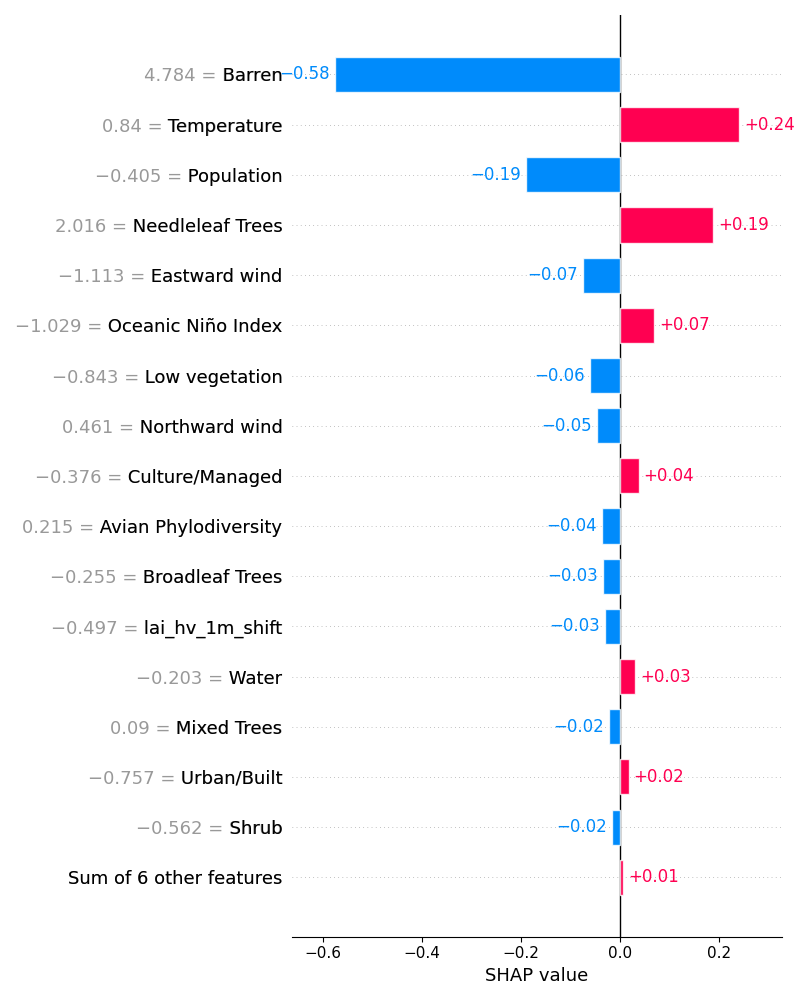 4.784 = Barren −0.58
0.84 = Temperature +0.24
−0.405 = Population −0.19
2.016 = Needleleaf Trees +0.19
−1.113 = Eastward wind −0.07
−1.029 = Oceanic Niño Index +0.07
−0.843 = Low vegetation −0.06
0.461 = Northward wind −0.05
−0.376 = Culture/Managed +0.04
0.215 = Avian Phylodiversity −0.04
−0.255 = Broadleaf Trees −0.03
−0.497 = lai_hv_1m_shift −0.03
−0.203 = Water +0.03
0.09 = Mixed Trees −0.02
−0.757 = Urban/Built +0.02
−0.562 = Shrub −0.02
Sum of 6 other features +0.01
−0.6 −0.4 −0.2 0.0 0.2
SHAP value